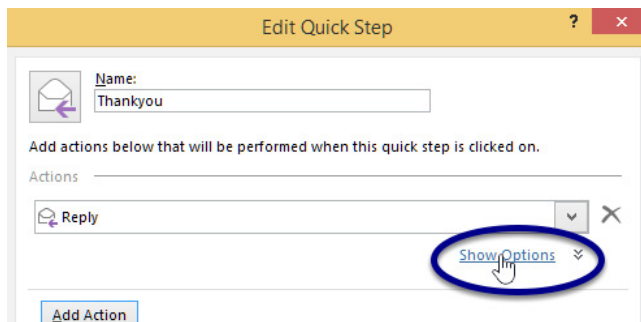 Edit Quick Step
?
Name:
Thankyou
Add actions below that will be performed when this quick step is clicked on.
Actions
Reply
Show Options
Add Action